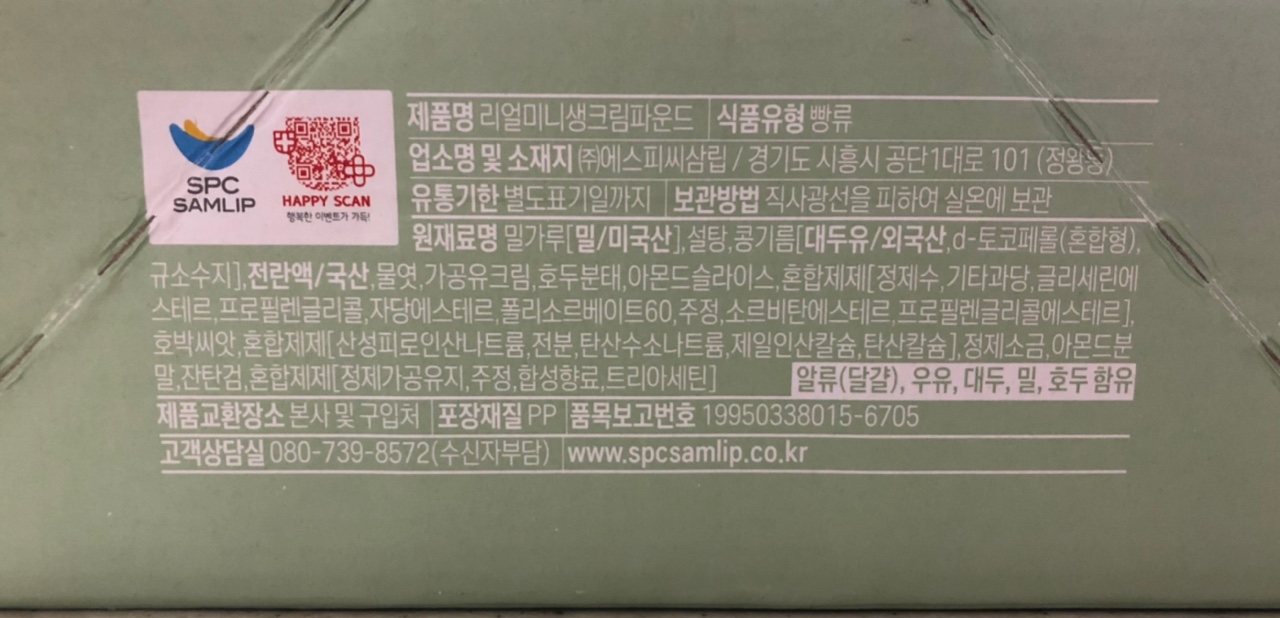 SPC
SAMLIP
HAPPY SCAN
행복한 이벤트가 가득!
제품명 리얼미니생크림파운드 식품유형 빵류
업소명 및 소재지 ㈜에스피씨삼립 / 경기도 시흥시 공단1대로 101 (정왕동)
유통기한 별도표기일까지 보관방법 직사광선을 피하여 실온에 보관
원재료명 밀가루[밀/미국산],설탕,콩기름[대두유/외국산,d-토코페롤(혼합형),
규소수지],전란액/국산,물엿,가공유크림,호두분태,아몬드슬라이스,혼합제제[정제수,기타과당,글리세린에
스테르,프로필렌글리콜,자당에스테르,폴리소르베이트60,주정,소르비탄에스테르,프로필렌글리콜에스테르],
호박씨앗,혼합제제[산성피로인산나트륨,전분,탄산수소나트륨,제일인산칼슘,탄산칼슘],정제소금,아몬드분
말,잔탄검,혼합제제[정제가공유지,주정,합성향료,트리아세틴] 알류(달걀), 우유, 대두, 밀, 호두 함유
제품교환장소 본사 및 구입처 포장재질 PP 품목보고번호 19950338015-6705
고객상담실 080-739-8572(수신자부담) www.spcsamlip.co.kr